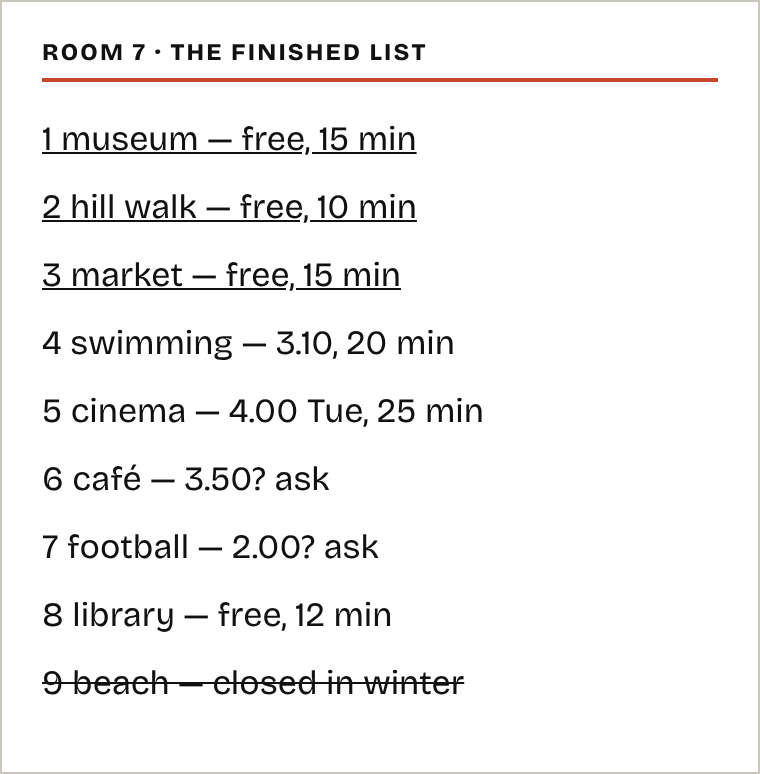 ROOM 7 · THE FINISHED LIST
1 museum — free, 15 min
2 hill walk — free, 10 min
3 market — free, 15 min
4 swimming — 3.10, 20 min
5 cinema — 4.00 Tue, 25 min
6 café — 3.50? ask
7 football — 2.00? ask
8 library — free, 12 min
9 beach — closed in winter